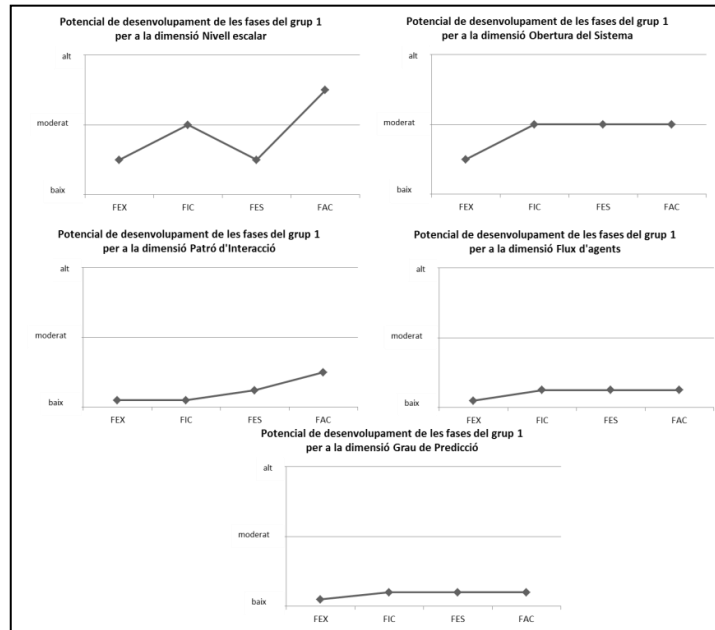 Potencial de desenvolupament de les fases del grup 1
per a la dimensió Nivell escalar
alt
moderat
baix
FEX FIC FES FAC
Potencial de desenvolupament de les fases del grup 1
per a la dimensió Obertura del Sistema
alt
moderat
baix
FEX FIC FES FAC
Potencial de desenvolupament de les fases del grup 1
per a la dimensió Patró d'Interacció
alt
moderat
baix
FEX FIC FES FAC
Potencial de desenvolupament de les fases del grup 1
per a la dimensió Flux d'agents
alt
moderat
baix
FEX FIC FES FAC
Potencial de desenvolupament de les fases del grup 1
per a la dimensió Grau de Predicció
alt
moderat
baix
FEX FIC FES FAC